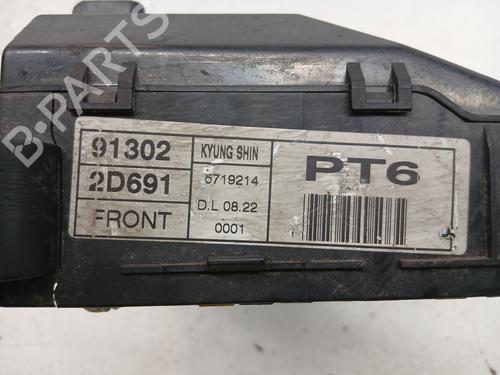 B-PARTS
91302
2D691
FRONT
KYUNG SHIN
6719214
D.L 08.22
0001
PT6